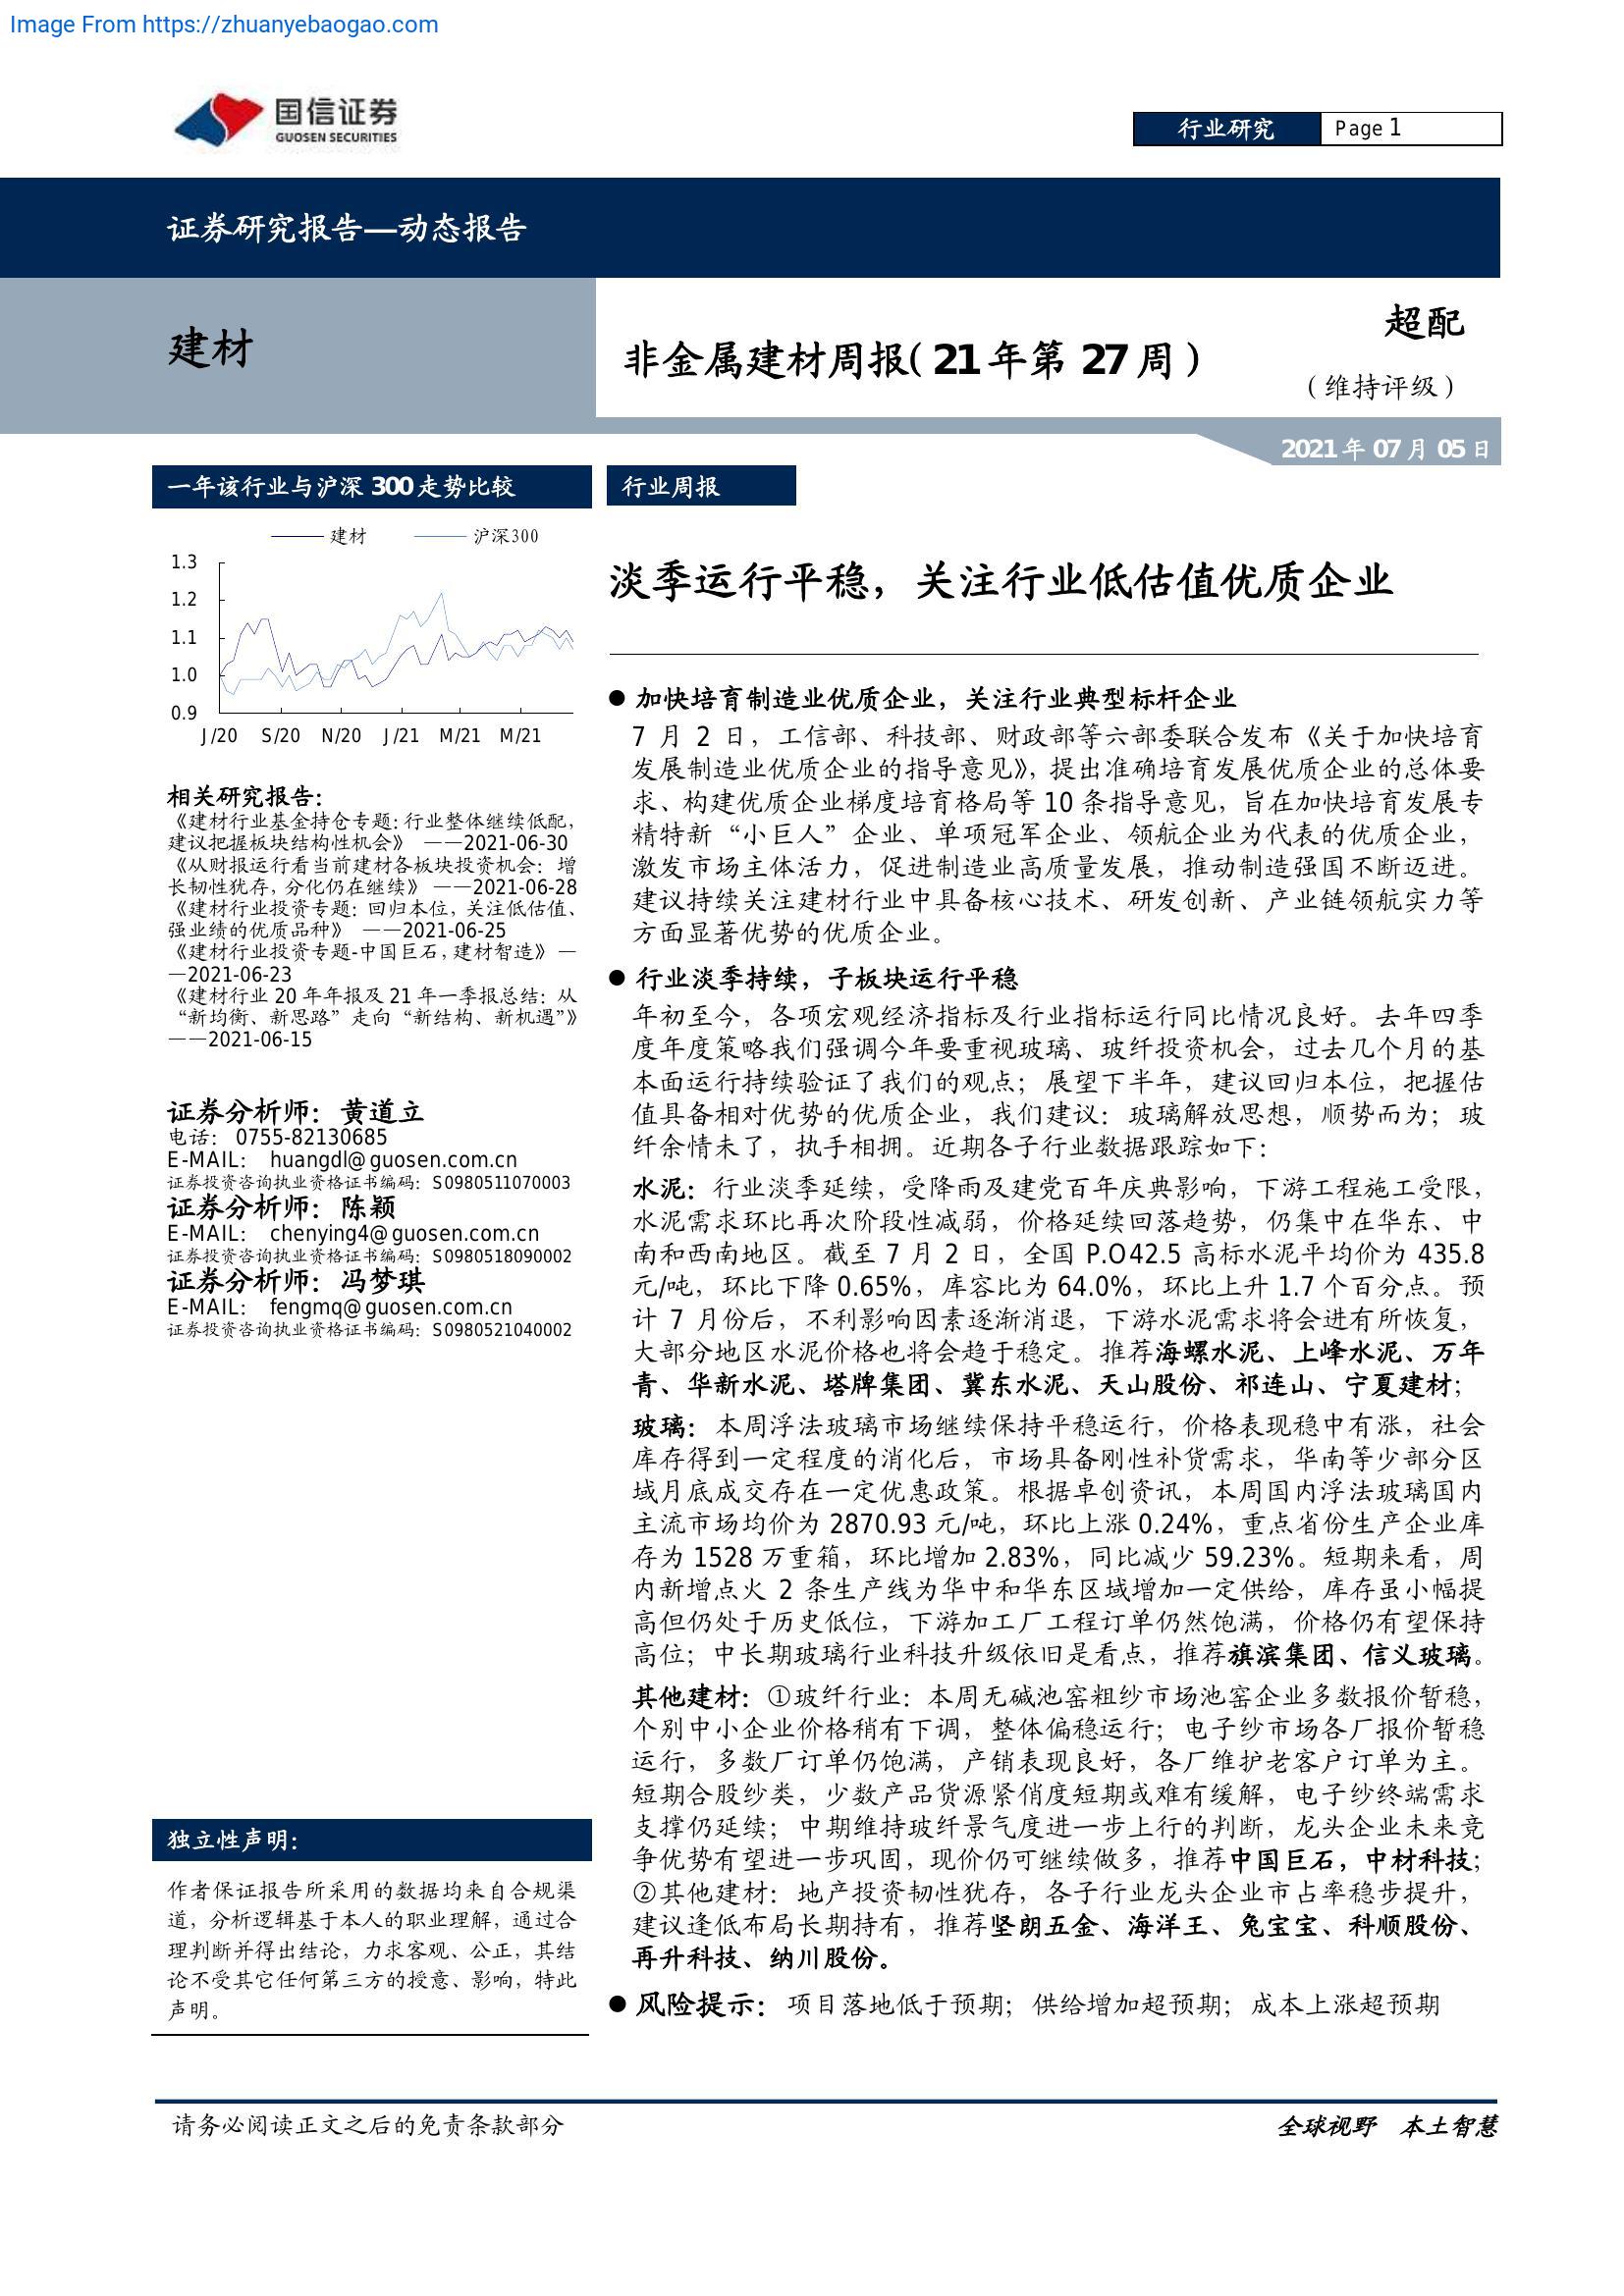 Image From https://zhuanyebaogao.com
国信证券
GUOSEN SECURITIES
行业研究
Page 1
证券研究报告—动态报告
建材
非金属建材周报(21年第27周)
超配
(维持评级)
2021年07月05日
一年该行业与沪深300走势比较
建材
沪深300
1.3
1.2
1.1
1.0
0.9
J/20 S/20 N/20 J/21 M/21 M/21
相关研究报告:
《建材行业基金持仓专题:行业整体继续低配,
建议把握板块结构性机会》 ——2021-06-30
《从财报运行看当前建材各板块投资机会:增
长韧性犹存,分化仍在继续》 ——2021-06-28
《建材行业投资专题:回归本位,关注低估值、
强业绩的优质品种》 ——2021-06-25
《建材行业投资专题-中国巨石,建材智造》 —
—2021-06-23
《建材行业20年年报及21年一季报总结:从
“新均衡、新思路”走向“新结构、新机遇”》
——2021-06-15
证券分析师:黄道立
电话: 0755-82130685
E-MAIL: huangdl@guosen.com.cn
证券投资咨询执业资格证书编码:S0980511070003
证券分析师:陈颖
E-MAIL: chenying4@guosen.com.cn
证券投资咨询执业资格证书编码:S0980518090002
证券分析师:冯梦琪
E-MAIL: fengmq@guosen.com.cn
证券投资咨询执业资格证书编码:S0980521040002
独立性声明:
作者保证报告所采用的数据均来自合规渠
道,分析逻辑基于本人的职业理解,通过合
理判断并得出结论,力求客观、公正,其结
论不受其它任何第三方的授意、影响,特此
声明。
行业周报
淡季运行平稳,关注行业低估值优质企业
● 加快培育制造业优质企业,关注行业典型标杆企业
7月2日,工信部、科技部、财政部等六部委联合发布《关于加快培育
发展制造业优质企业的指导意见》,提出准确培育发展优质企业的总体要
求、构建优质企业梯度培育格局等10条指导意见,旨在加快培育发展专
精特新“小巨人”企业、单项冠军企业、领航企业为代表的优质企业,
激发市场主体活力,促进制造业高质量发展,推动制造强国不断迈进。
建议持续关注建材行业中具备核心技术、研发创新、产业链领航实力等
方面显著优势的优质企业。
● 行业淡季持续,子板块运行平稳
年初至今,各项宏观经济指标及行业指标运行同比情况良好。去年四季
度年度策略我们强调今年要重视玻璃、玻纤投资机会,过去几个月的基
本面运行持续验证了我们的观点;展望下半年,建议回归本位,把握估
值具备相对优势的优质企业,我们建议:玻璃解放思想,顺势而为;玻
纤余情未了,执手相拥。近期各子行业数据跟踪如下:
水泥:行业淡季延续,受降雨及建党百年庆典影响,下游工程施工受限,
水泥需求环比再次阶段性减弱,价格延续回落趋势,仍集中在华东、中
南和西南地区。截至7月2日,全国P.O42.5高标水泥平均价为435.8
元/吨,环比下降0.65%,库容比为64.0%,环比上升1.7个百分点。预
计7月份后,不利影响因素逐渐消退,下游水泥需求将会进有所恢复,
大部分地区水泥价格也将会趋于稳定。推荐海螺水泥、上峰水泥、万年
青、华新水泥、塔牌集团、冀东水泥、天山股份、祁连山、宁夏建材;
玻璃:本周浮法玻璃市场继续保持平稳运行,价格表现稳中有涨,社会
库存得到一定程度的消化后,市场具备刚性补货需求,华南等少部分区
域月底成交存在一定优惠政策。根据卓创资讯,本周国内浮法玻璃国内
主流市场均价为2870.93元/吨,环比上涨0.24%,重点省份生产企业库
存为1528万重箱,环比增加2.83%,同比减少59.23%。短期来看,周
内新增点火2条生产线为华中和华东区域增加一定供给,库存虽小幅提
高但仍处于历史低位,下游加工厂工程订单仍然饱满,价格仍有望保持
高位;中长期玻璃行业科技升级依旧是看点,推荐旗滨集团、信义玻璃。
其他建材:①玻纤行业:本周无碱池窑粗纱市场池窑企业多数报价暂稳,
个别中小企业价格稍有下调,整体偏稳运行;电子纱市场各厂报价暂稳
运行,多数厂订单仍饱满,产销表现良好,各厂维护老客户订单为主。
短期合股纱类,少数产品货源紧俏度短期或难有缓解,电子纱终端需求
支撑仍延续;中期维持玻纤景气度进一步上行的判断,龙头企业未来竞
争优势有望进一步巩固,现价仍可继续做多,推荐中国巨石,中材科技;
②其他建材:地产投资韧性犹存,各子行业龙头企业市占率稳步提升,
建议逢低布局长期持有,推荐坚朗五金、海洋王、兔宝宝、科顺股份、
再升科技、纳川股份。
● 风险提示:项目落地低于预期;供给增加超预期;成本上涨超预期
请务必阅读正文之后的免责条款部分
全球视野 本土智慧